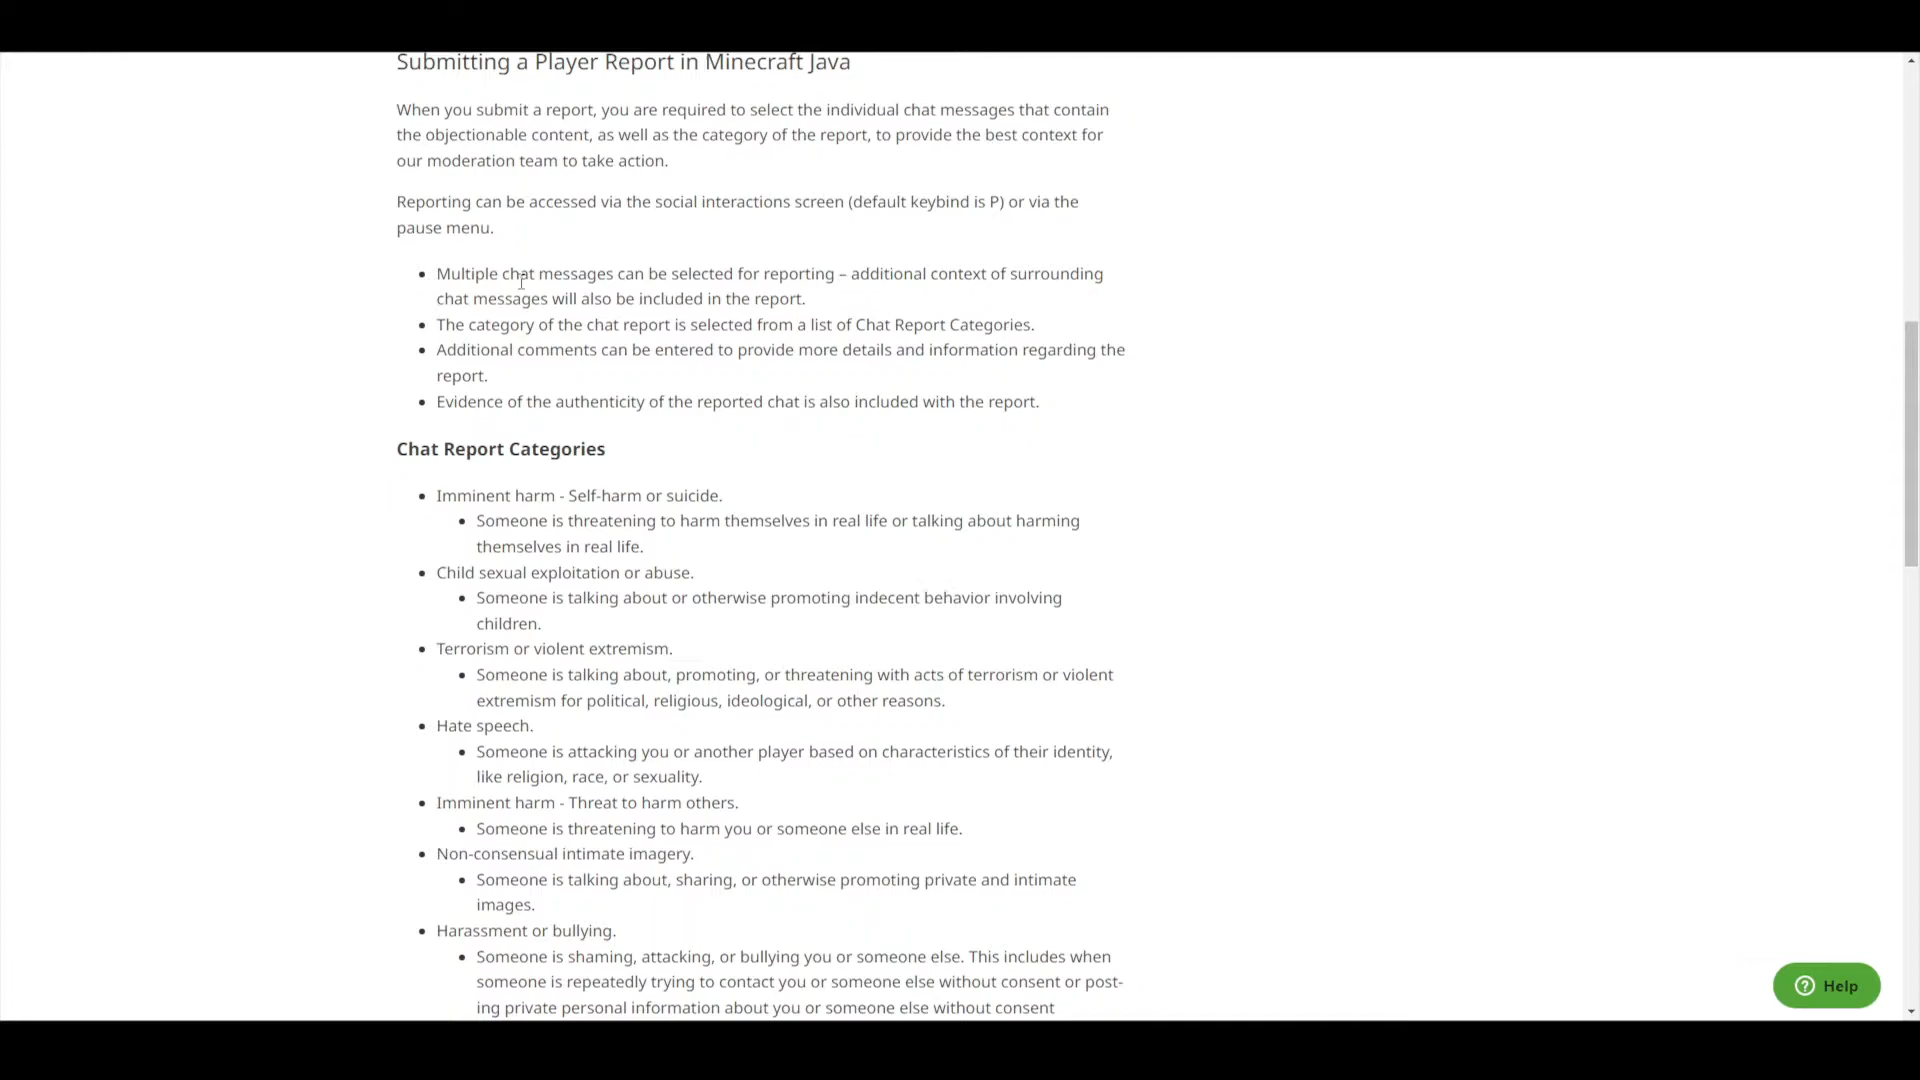 Submitting a Player Report in Minecraft Java
When you submit a report, you are required to select the individual chat messages that contain
the objectionable content, as well as the category of the report, to provide the best context for
our moderation team to take action.
Reporting can be accessed via the social interactions screen (default keybind is P) or via the
pause menu.
Multiple chat messages can be selected for reporting – additional context of surrounding
chat messages will also be included in the report.
The category of the chat report is selected from a list of Chat Report Categories.
Additional comments can be entered to provide more details and information regarding the
report.
Evidence of the authenticity of the reported chat is also included with the report.
Chat Report Categories
Imminent harm - Self-harm or suicide.
Someone is threatening to harm themselves in real life or talking about harming
themselves in real life.
Child sexual exploitation or abuse.
Someone is talking about or otherwise promoting indecent behavior involving
children.
Terrorism or violent extremism.
Someone is talking about, promoting, or threatening with acts of terrorism or violent
extremism for political, religious, ideological, or other reasons.
Hate speech.
Someone is attacking you or another player based on characteristics of their identity,
like religion, race, or sexuality.
Imminent harm - Threat to harm others.
Someone is threatening to harm you or someone else in real life.
Non-consensual intimate imagery.
Someone is talking about, sharing, or otherwise promoting private and intimate
images.
Harassment or bullying.
Someone is shaming, attacking, or bullying you or someone else. This includes when
someone is repeatedly trying to contact you or someone else without consent or post-
ing private personal information about you or someone else without consent
Help